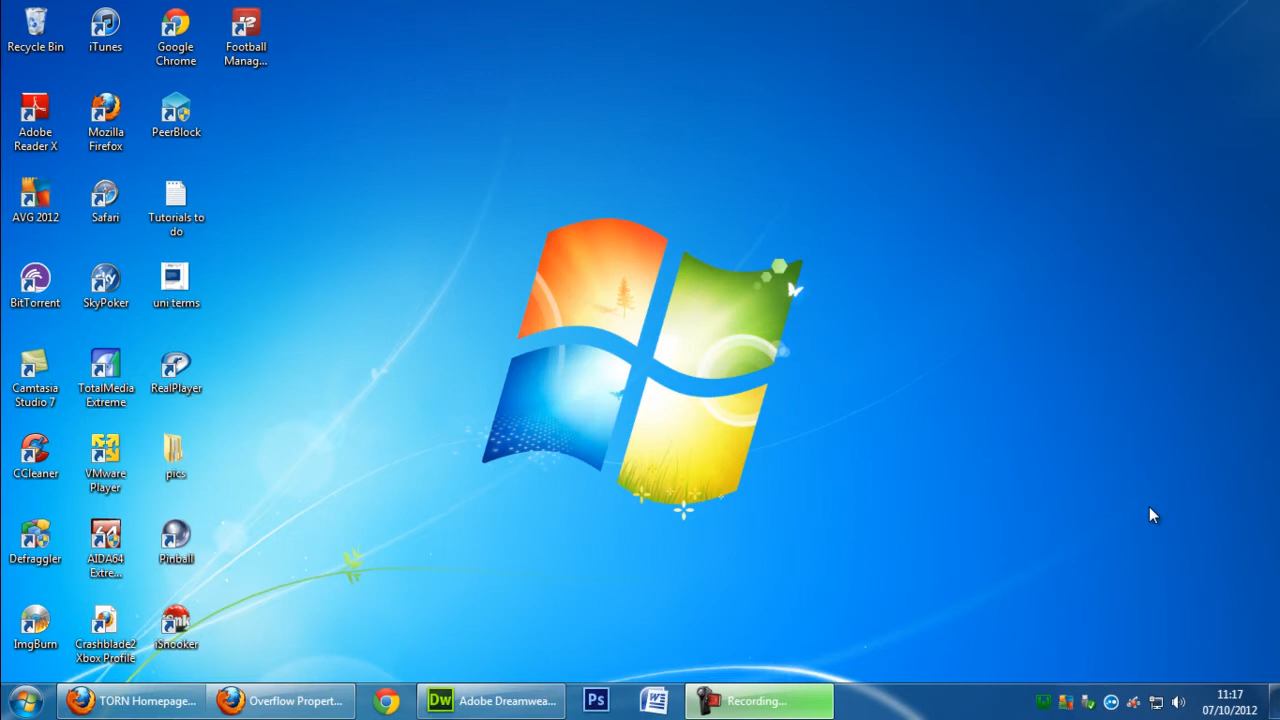 Recycle Bin
iTunes
Google
Chrome
Football
Manag...
Adobe
Reader X
Mozilla
Firefox
PeerBlock
AVG 2012
Safari
Tutorials to
do
BitTorrent
SkyPoker
uni terms
Camtasia
Studio 7
TotalMedia
Extreme
RealPlayer
CCleaner
VMware
Player
pics
Defraggler
AIDA64
Extre...
Pinball
ImgBurn
Crashblade2
Xbox Profile
iSnooker
TORN Homepage...
Overflow Propert...
Dw
Adobe Dreamwea...
Ps
Recording...
11:17
07/10/2012